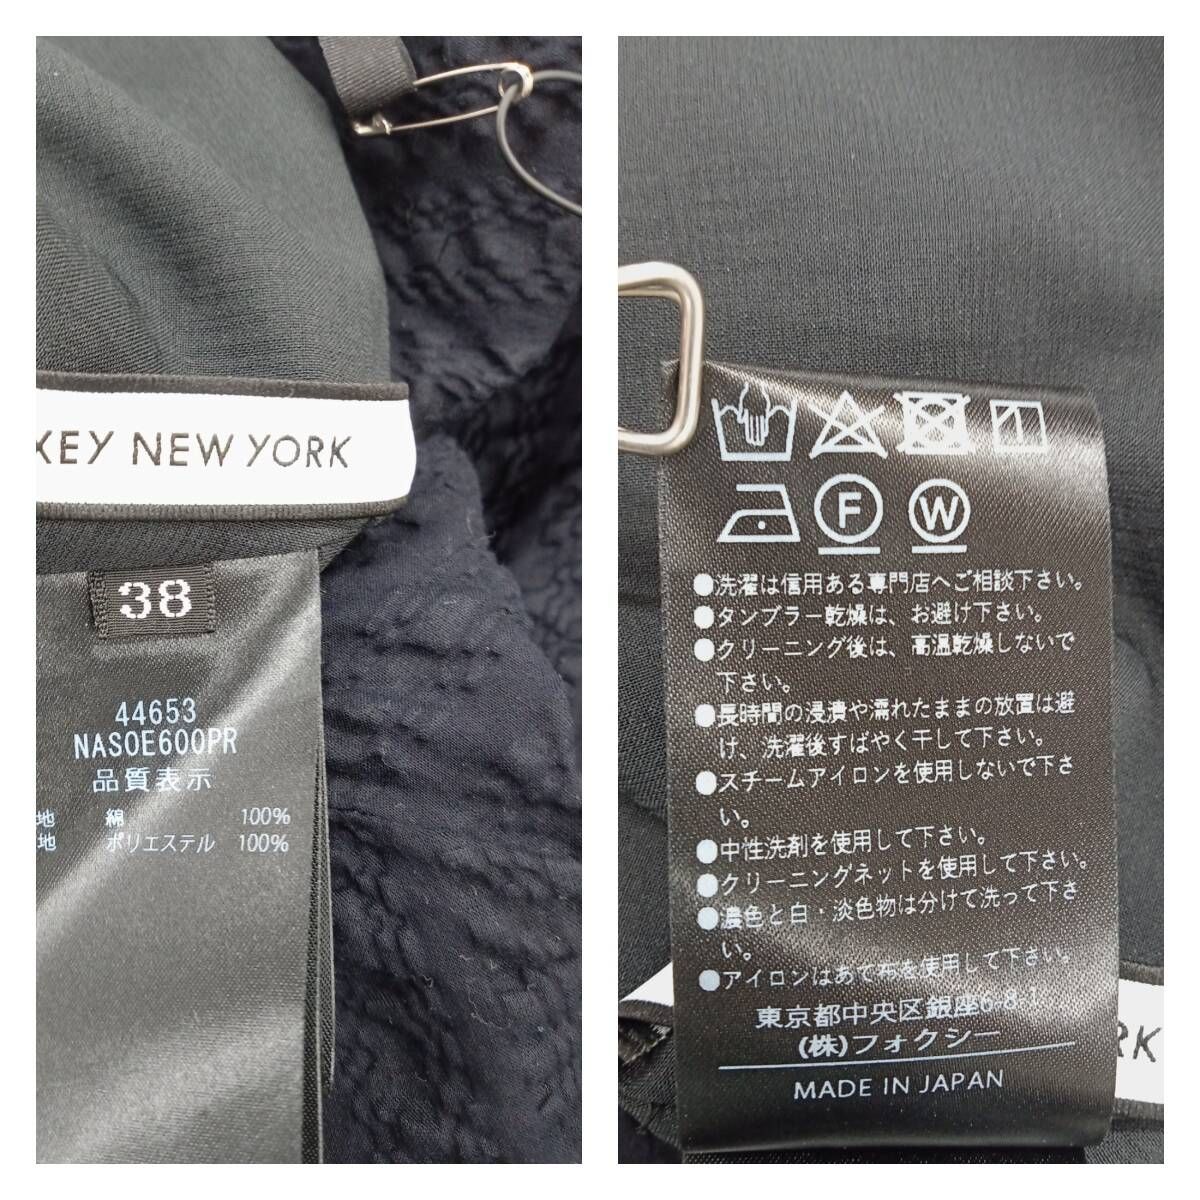 XEY NEW YORK
38
44653
NASOE600PR
品質表示
地 綿 100%
地 ポリエステル 100%
F W
●洗濯は信用ある専門店へご相談下さい。
●タンブラー乾燥は、お避け下さい。
●クリーニング後は、高温乾燥しないで
下さい。
●長時間の浸漬や濡れたままの放置は避
け、洗濯後すばやく干して下さい。
●スチームアイロンを使用しないで下さ
い。
●中性洗剤を使用して下さい。
●クリーニングネットを使用して下さい。
●濃色と白・淡色物は分けて洗って下さ
い。
●アイロンはあて布を使用して下さい。
東京都中央区銀座6-8-1
(株)フォクシー
MADE IN JAPAN
RK